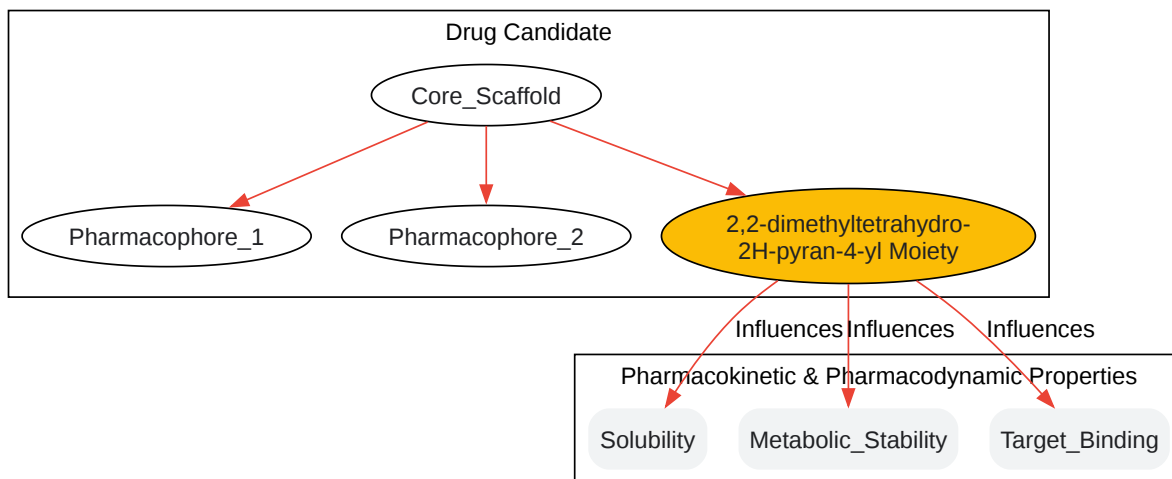 Drug Candidate
Core_Scaffold
Pharmacophore_1
Pharmacophore_2
2,2-dimethyltetrahydro-
2H-pyran-4-yl Moiety
Influences
Influences
Influences
Pharmacokinetic & Pharmacodynamic Properties
Solubility
Metabolic_Stability
Target_Binding